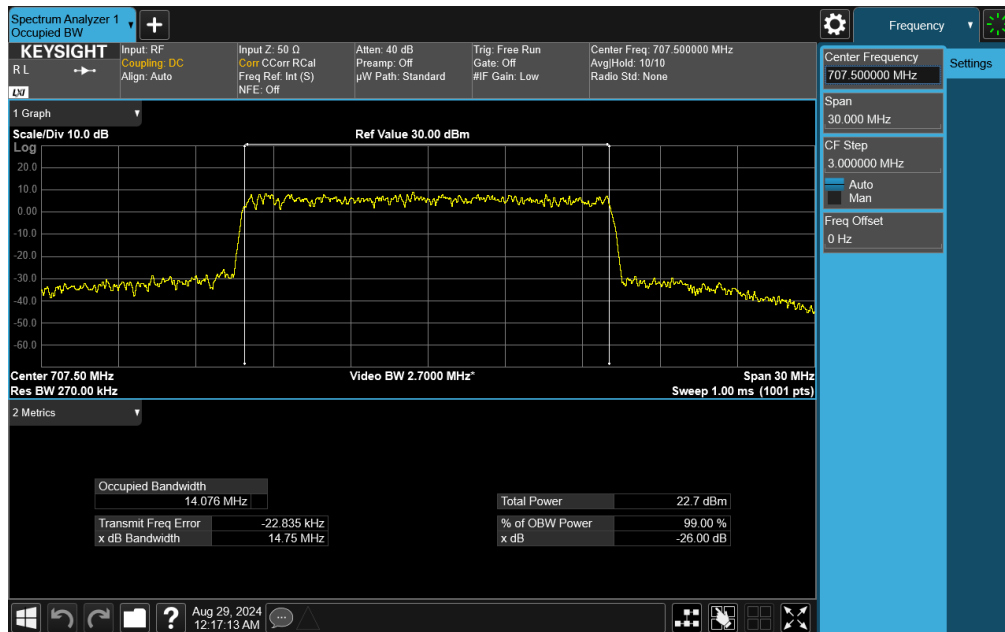 Spectrum Analyzer 1
Occupied BW
Frequency
KEYSIGHT
R L
LXI
Input: RF
Coupling: DC
Align: Auto
Input Z: 50 Ω
Corr CCorr RCal
Freq Ref: Int (S)
NFE: Off
Atten: 40 dB
Preamp: Off
µW Path: Standard
Trig: Free Run
Gate: Off
#IF Gain: Low
Center Freq: 707.500000 MHz
Avg|Hold: 10/10
Radio Std: None
Center Frequency
707.500000 MHz
Settings
Span
30.000 MHz
CF Step
3.000000 MHz
Auto
Man
Freq Offset
0 Hz
1 Graph
Scale/Div 10.0 dB
Ref Value 30.00 dBm
Log
20.0
10.0
0.00
-10.0
-20.0
-30.0
-40.0
-50.0
-60.0
Center 707.50 MHz
Video BW 2.7000 MHz*
Span 30 MHz
Res BW 270.00 kHz
Sweep 1.00 ms (1001 pts)
2 Metrics
Occupied Bandwidth
14.076 MHz
Transmit Freq Error -22.835 kHz
x dB Bandwidth 14.75 MHz
Total Power 22.7 dBm
% of OBW Power 99.00 %
x dB -26.00 dB
Aug 29, 2024
12:17:13 AM